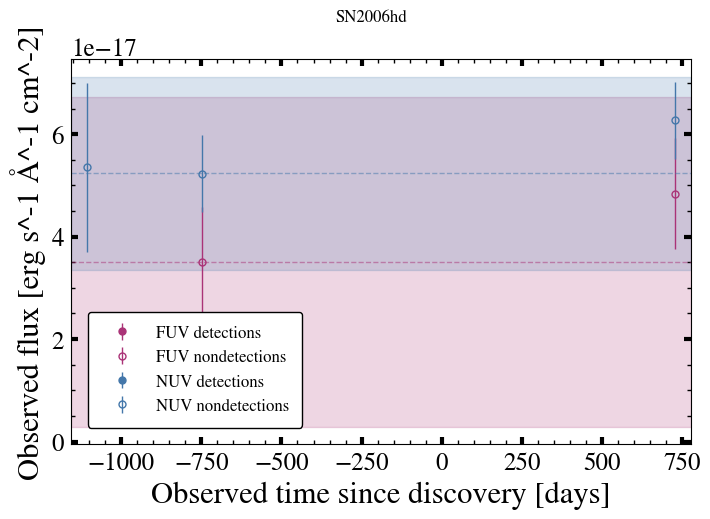 SN2006hd
1e−17
Observed flux [erg s^-1 Å^-1 cm^-2]
6
4
2
0
FUV detections
FUV nondetections
NUV detections
NUV nondetections
−1000 −750 −500 −250 0 250 500 750
Observed time since discovery [days]